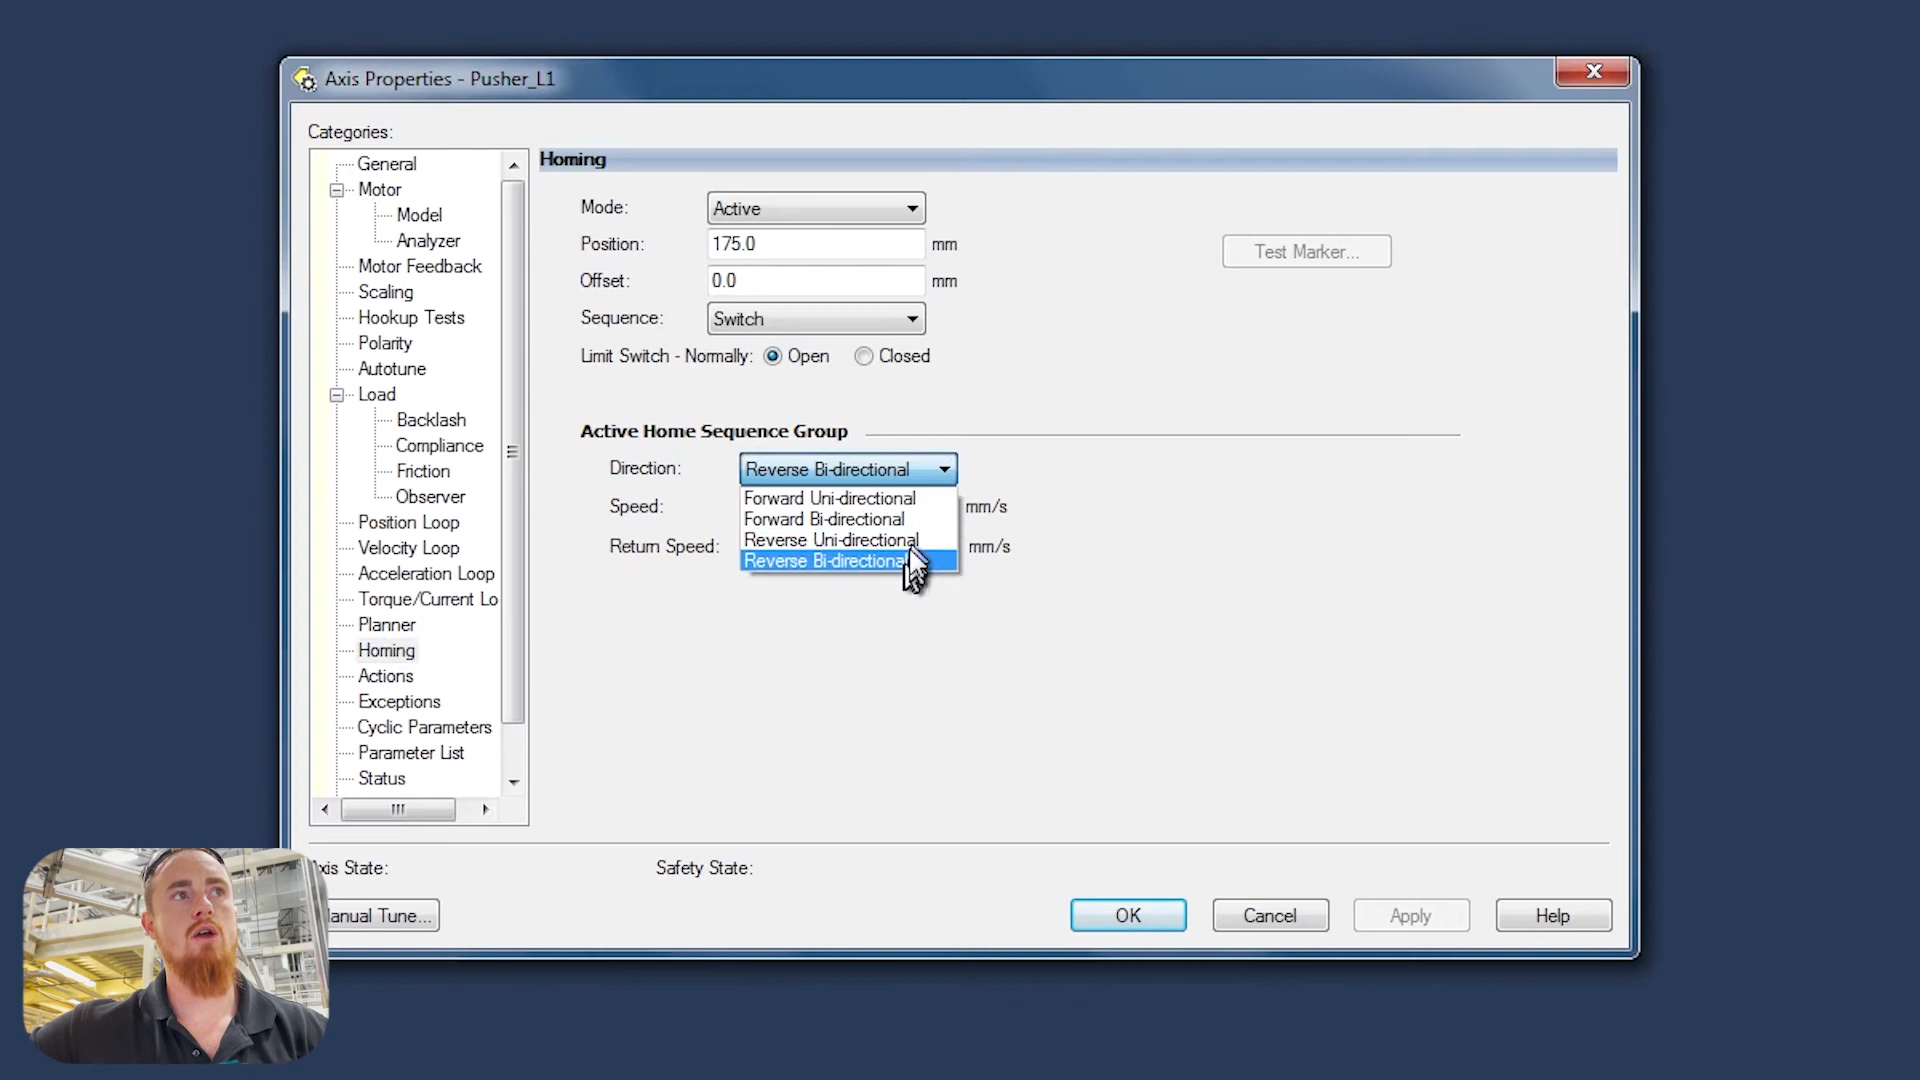 Axis Properties - Pusher_L1
Categories:
General
Motor
Model
Analyzer
Motor Feedback
Scaling
Hookup Tests
Polarity
Autotune
Load
Backlash
Compliance
Friction
Observer
Position Loop
Velocity Loop
Acceleration Loop
Torque/Current Lo
Planner
Homing
Actions
Exceptions
Cyclic Parameters
Parameter List
Status
Homing
Mode: Active
Position: 175.0 mm
Test Marker...
Offset: 0.0 mm
Sequence: Switch
Limit Switch - Normally: Open Closed
Active Home Sequence Group
Direction: Reverse Bi-directional
Forward Uni-directional
Speed: mm/s
Forward Bi-directional
Reverse Uni-directional
Return Speed: mm/s
Reverse Bi-directional
xis State: Safety State:
anual Tune... OK Cancel Apply Help